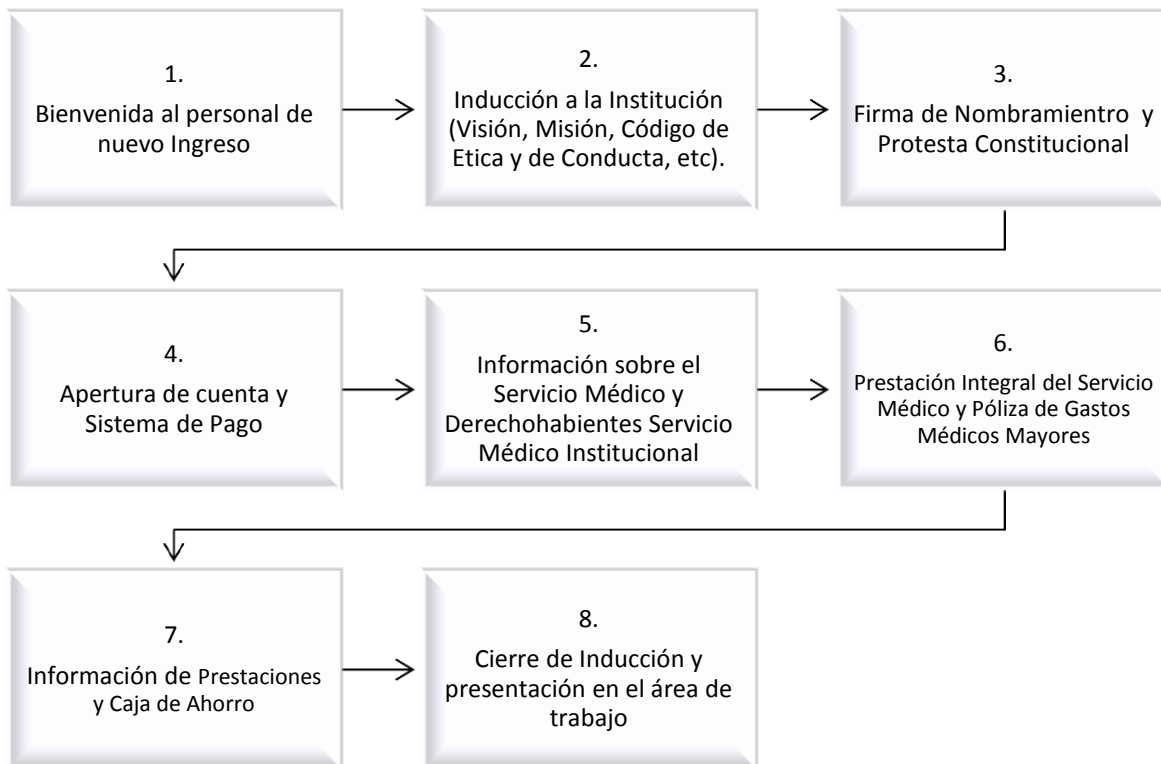 1.
Bienvenida al personal de
nuevo Ingreso
2.
Inducción a la Institución
(Visión, Misión, Código de
Etica y de Conducta, etc).
3.
Firma de Nombramientro y
Protesta Constitucional
4.
Apertura de cuenta y
Sistema de Pago
5.
Información sobre el
Servicio Médico y
Derechohabientes Servicio
Médico Institucional
6.
Prestación Integral del Servicio
Médico y Póliza de Gastos
Médicos Mayores
7.
Información de Prestaciones
y Caja de Ahorro
8.
Cierre de Inducción y
presentación en el área de
trabajo